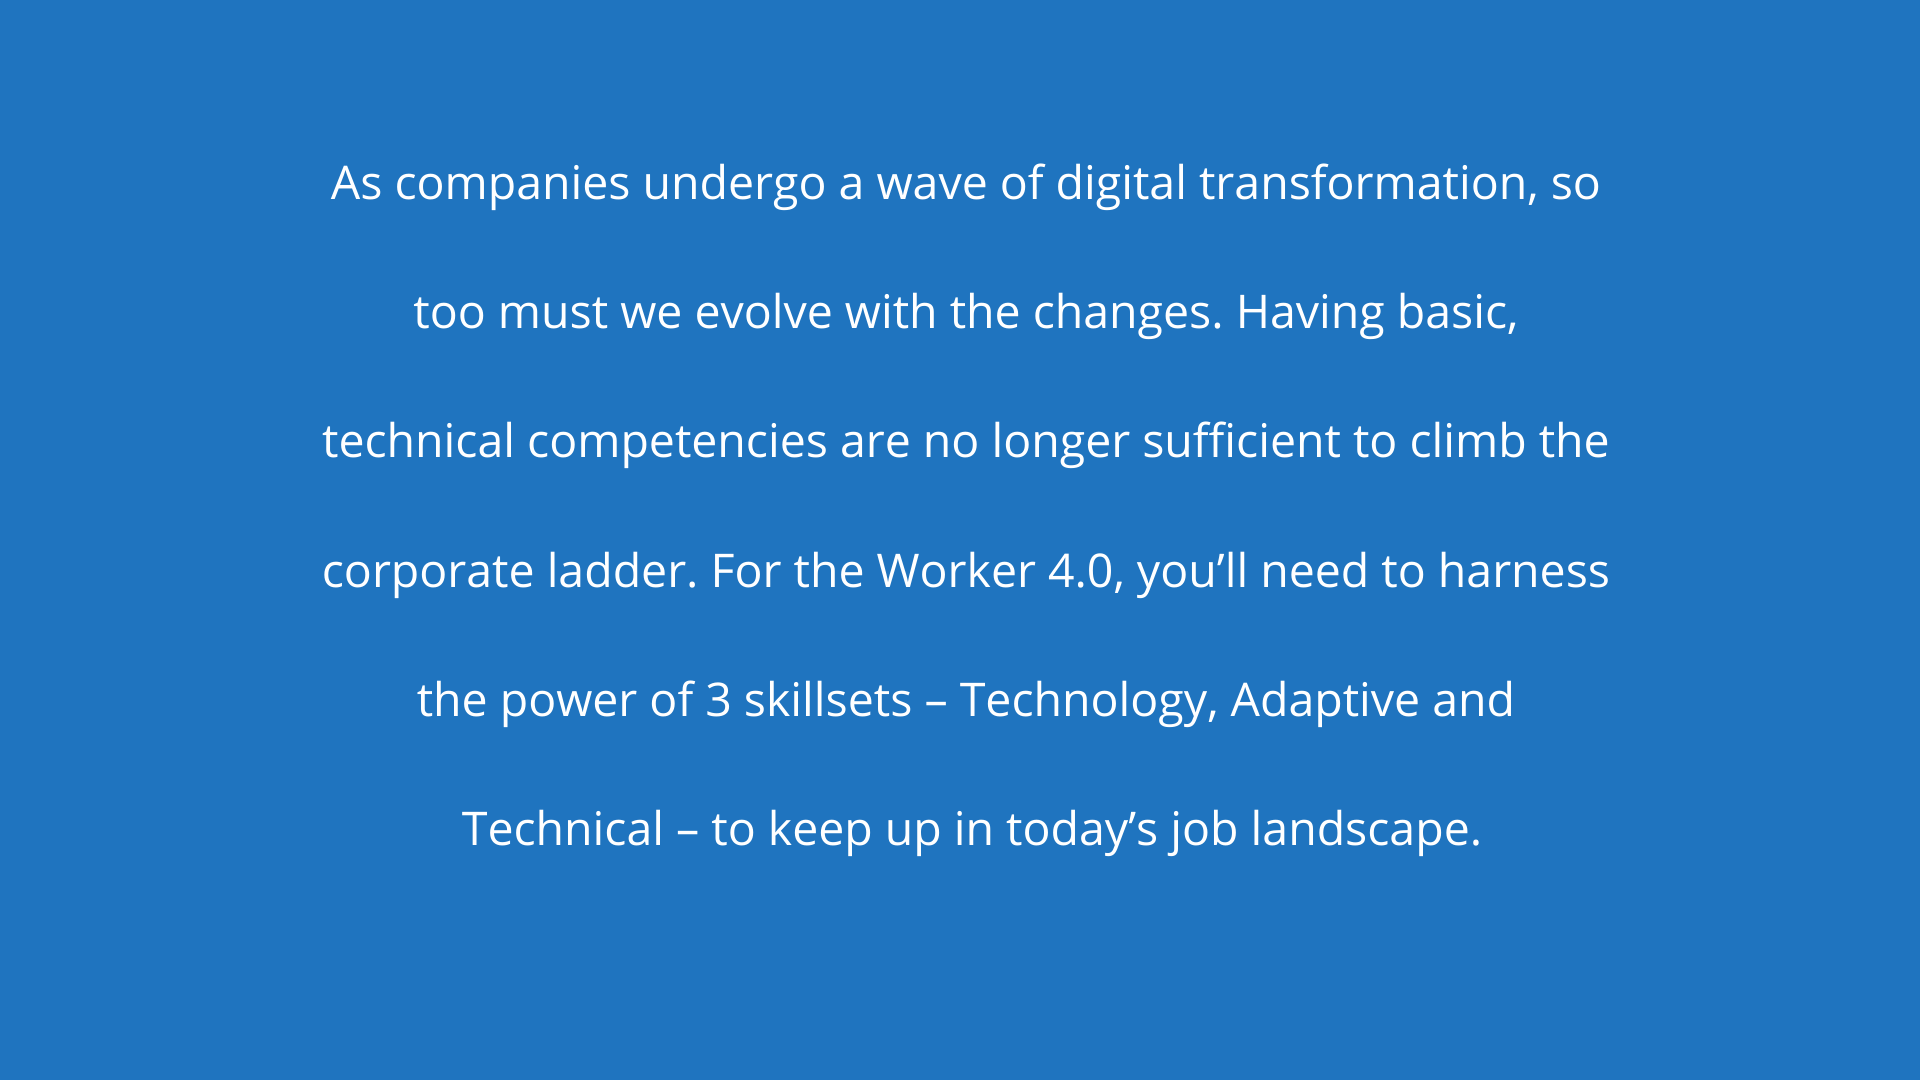 As companies undergo a wave of digital transformation, so
too must we evolve with the changes. Having basic,
technical competencies are no longer sufficient to climb the
corporate ladder. For the Worker 4.0, you’ll need to harness
the power of 3 skillsets – Technology, Adaptive and
Technical – to keep up in today’s job landscape.